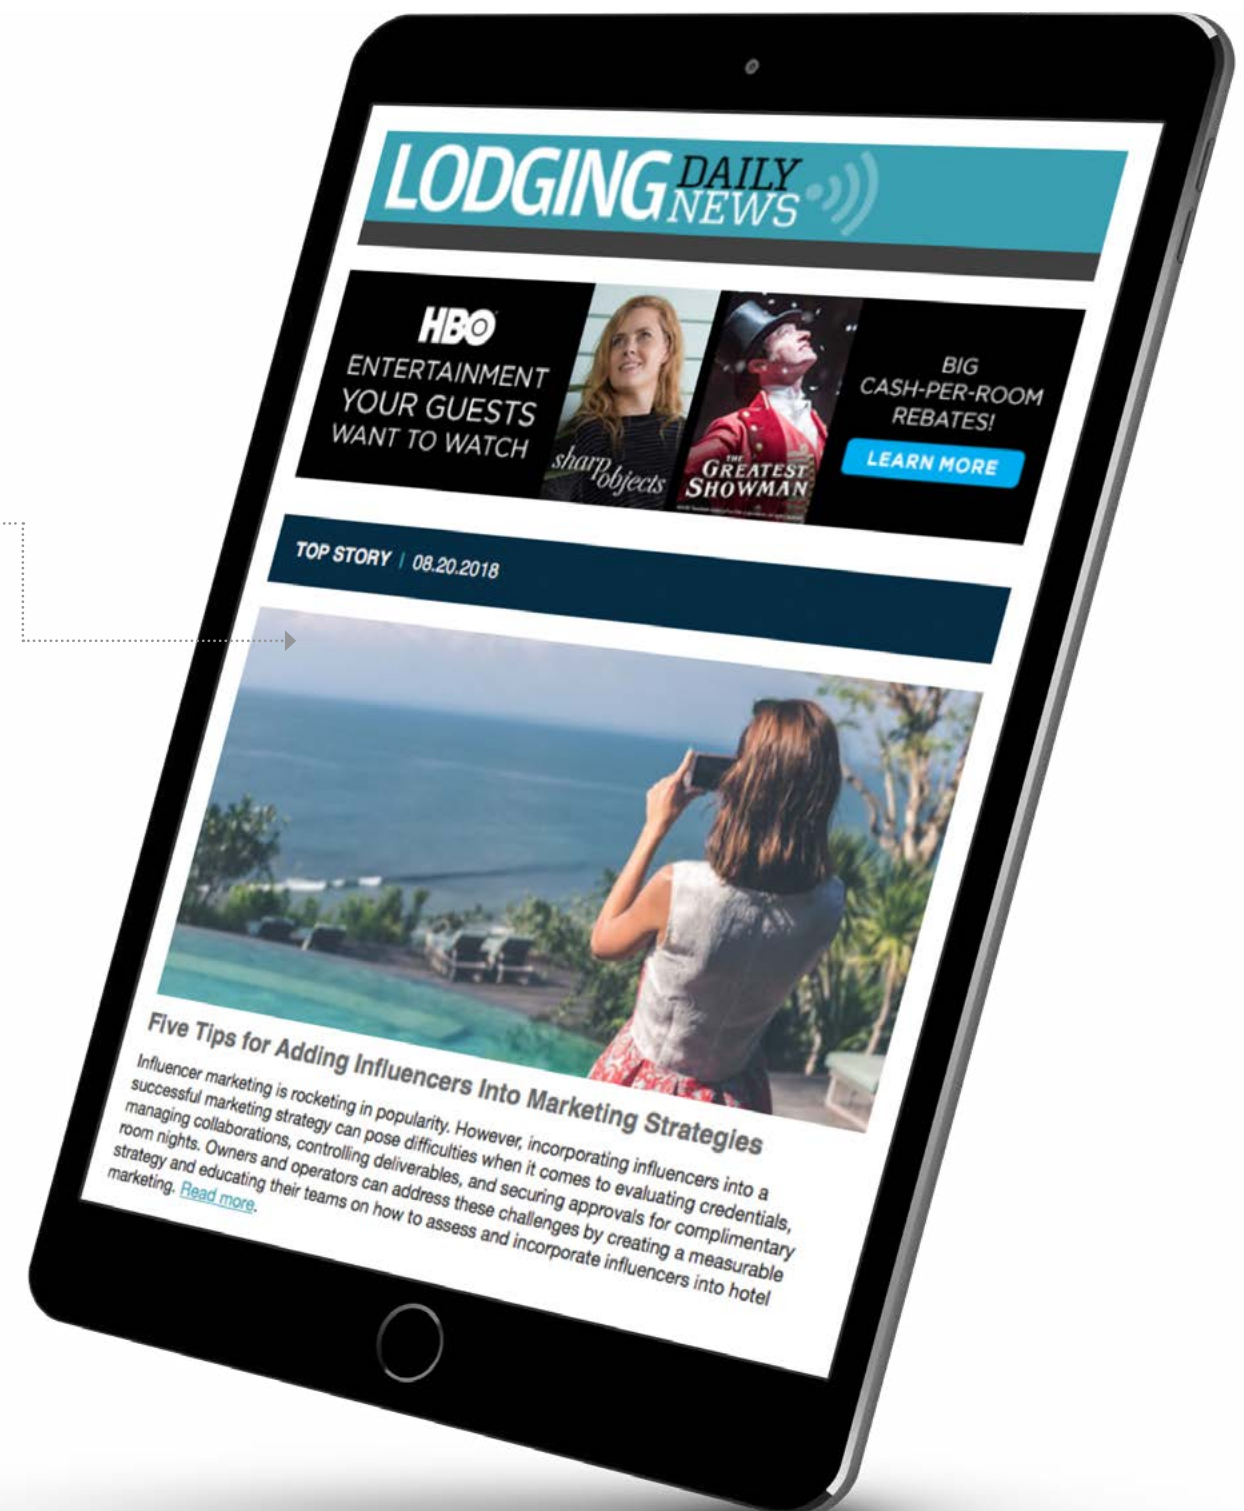 LODGING DAILY NEWS
HBO
ENTERTAINMENT
YOUR GUESTS
WANT TO WATCH
sharp objects
THE
GREATEST
SHOWMAN
BIG
CASH-PER-ROOM
REBATES!
LEARN MORE
TOP STORY | 08.20.2018
Five Tips for Adding Influencers Into Marketing Strategies
Influencer marketing is rocketing in popularity. However, incorporating influencers into a
successful marketing strategy can pose difficulties when it comes to evaluating credentials,
managing collaborations, controlling deliverables, and securing approvals for complimentary
room nights. Owners and operators can address these challenges by creating a measurable
strategy and educating their teams on how to assess and incorporate influencers into hotel
marketing. Read more.